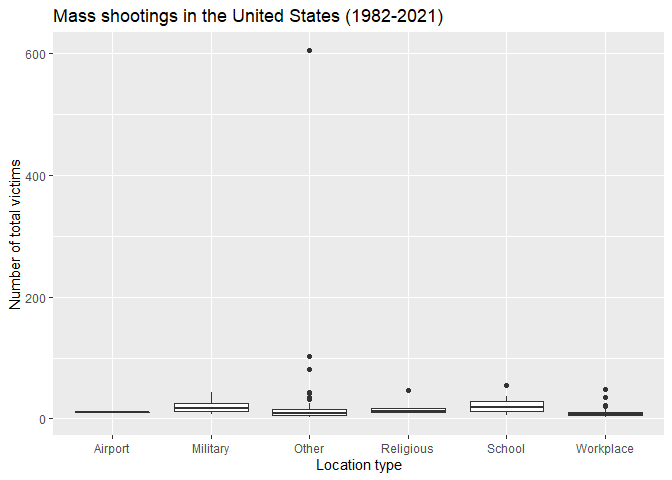 Mass shootings in the United States (1982-2021)
Number of total victims
600
400
200
0
Airport Military Other Religious School Workplace
Location type